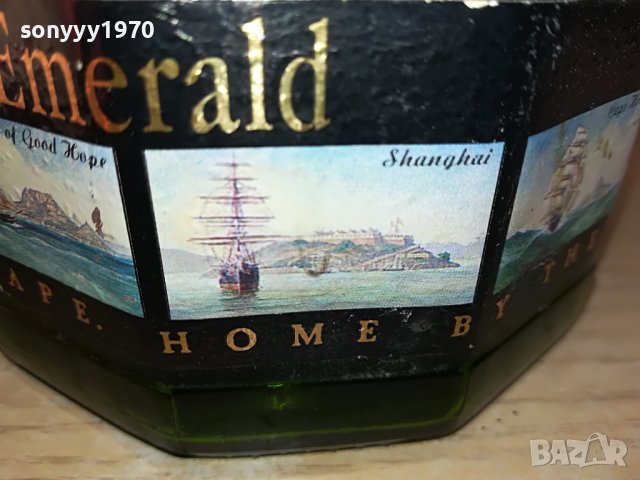 sonyyy1970
Emerald
of Good Hope
Shanghai
APE. HOME BY THE
BAZAR